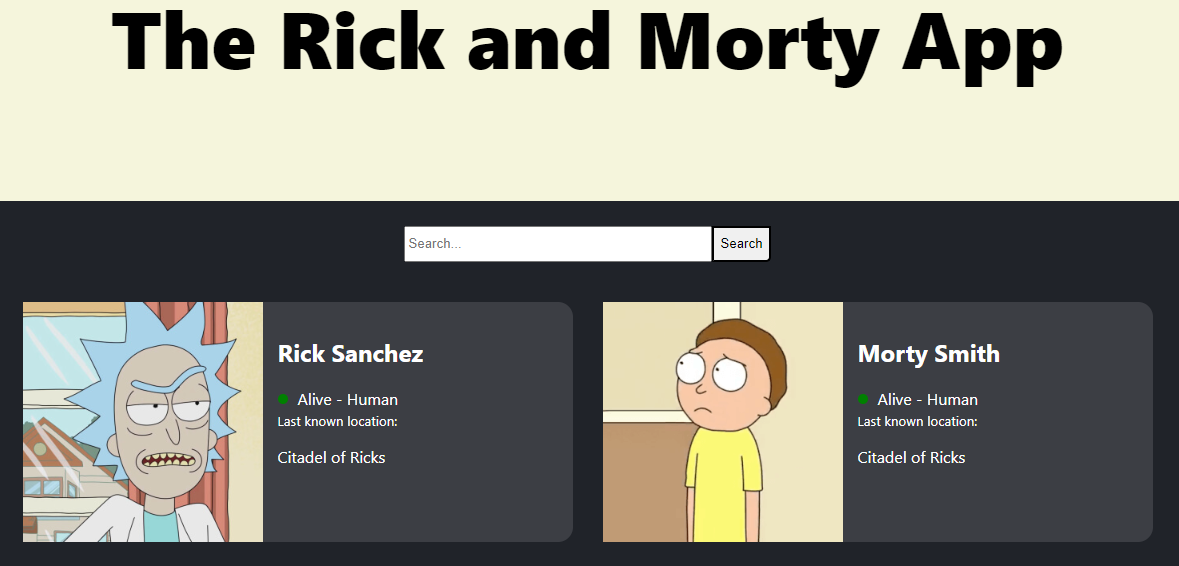 The Rick and Morty App
Search...
Search
Rick Sanchez
Alive - Human
Last known location:
Citadel of Ricks
Morty Smith
Alive - Human
Last known location:
Citadel of Ricks